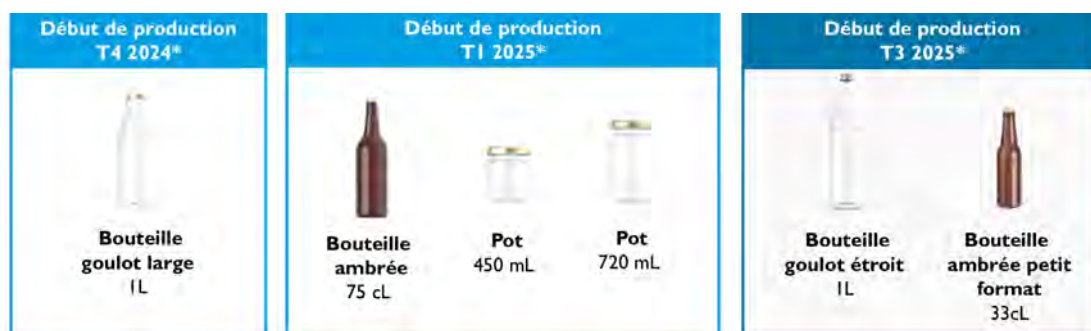 Début de production
T4 2024*
Bouteille
goulot large
1L
Début de production
T1 2025*
Bouteille
ambrée
75 cL
Pot
450 mL
Pot
720 mL
Début de production
T3 2025*
Bouteille
goulot étroit
1L
Bouteille
ambrée petit
format
33cL